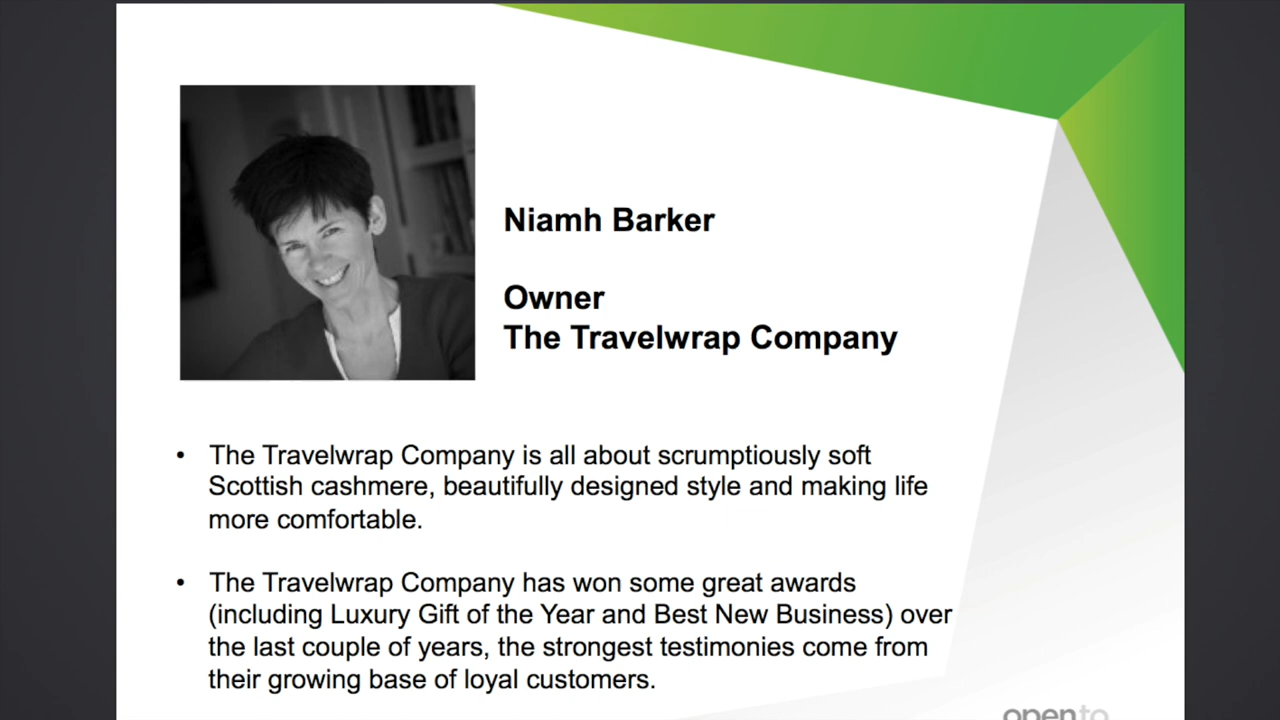 Niamh Barker
Owner
The Travelwrap Company
• The Travelwrap Company is all about scrumptiously soft
Scottish cashmere, beautifully designed style and making life
more comfortable.
• The Travelwrap Company has won some great awards
(including Luxury Gift of the Year and Best New Business) over
the last couple of years, the strongest testimonies come from
their growing base of loyal customers.
opento